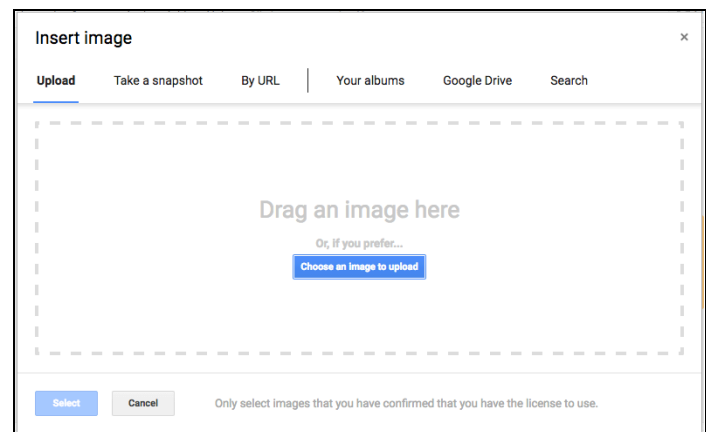 Insert image ×
Upload Take a snapshot By URL Your albums Google Drive Search
Drag an image here
Or, if you prefer...
Choose an image to upload
Select Cancel Only select images that you have confirmed that you have the license to use.